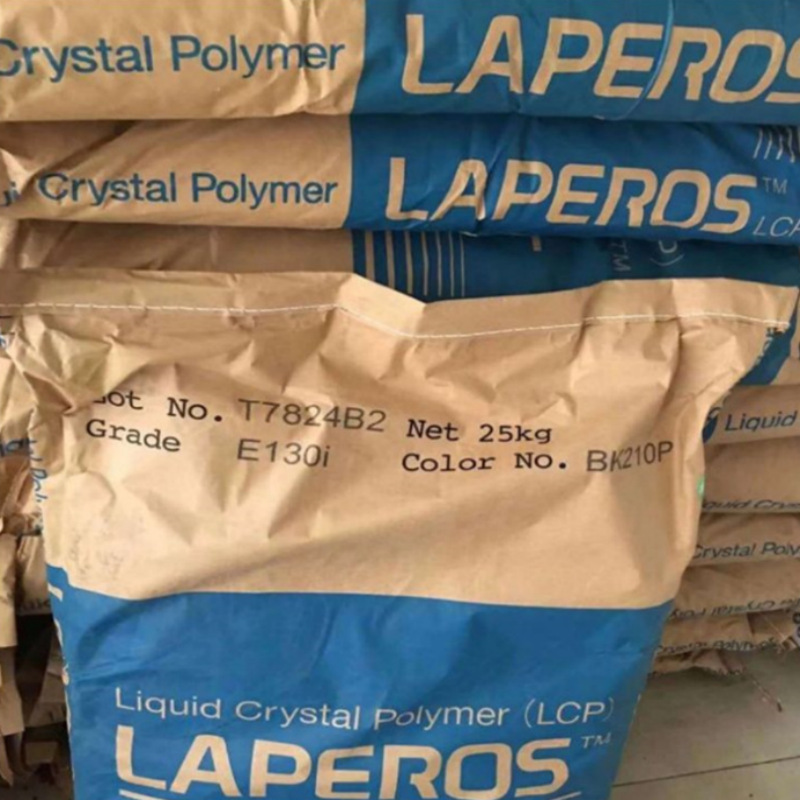 Crystal Polymer LAPEROS
Crystal Polymer LAPEROS™
LCP
Lot No. T7824B2 Net 25kg
Grade E130i Color No. BK210P
Liquid
Crystal Poly
Liquid Crystal Polymer (LCP)
LAPEROS™